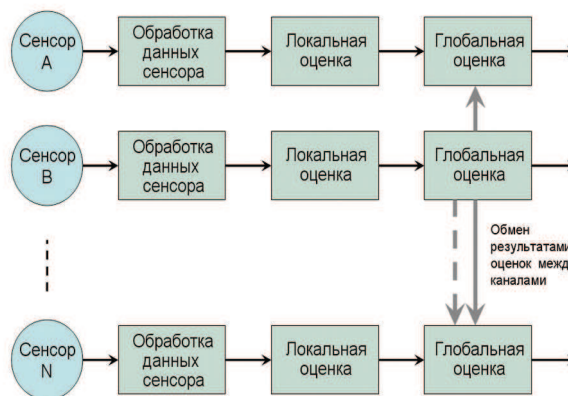 Сенсор
A
Обработка
данных
сенсора
Локальная
оценка
Глобальная
оценка
Сенсор
B
Обработка
данных
сенсора
Локальная
оценка
Глобальная
оценка
Обмен
результатами
оценок межд
каналами
Сенсор
N
Обработка
данных
сенсора
Локальная
оценка
Глобальная
оценка